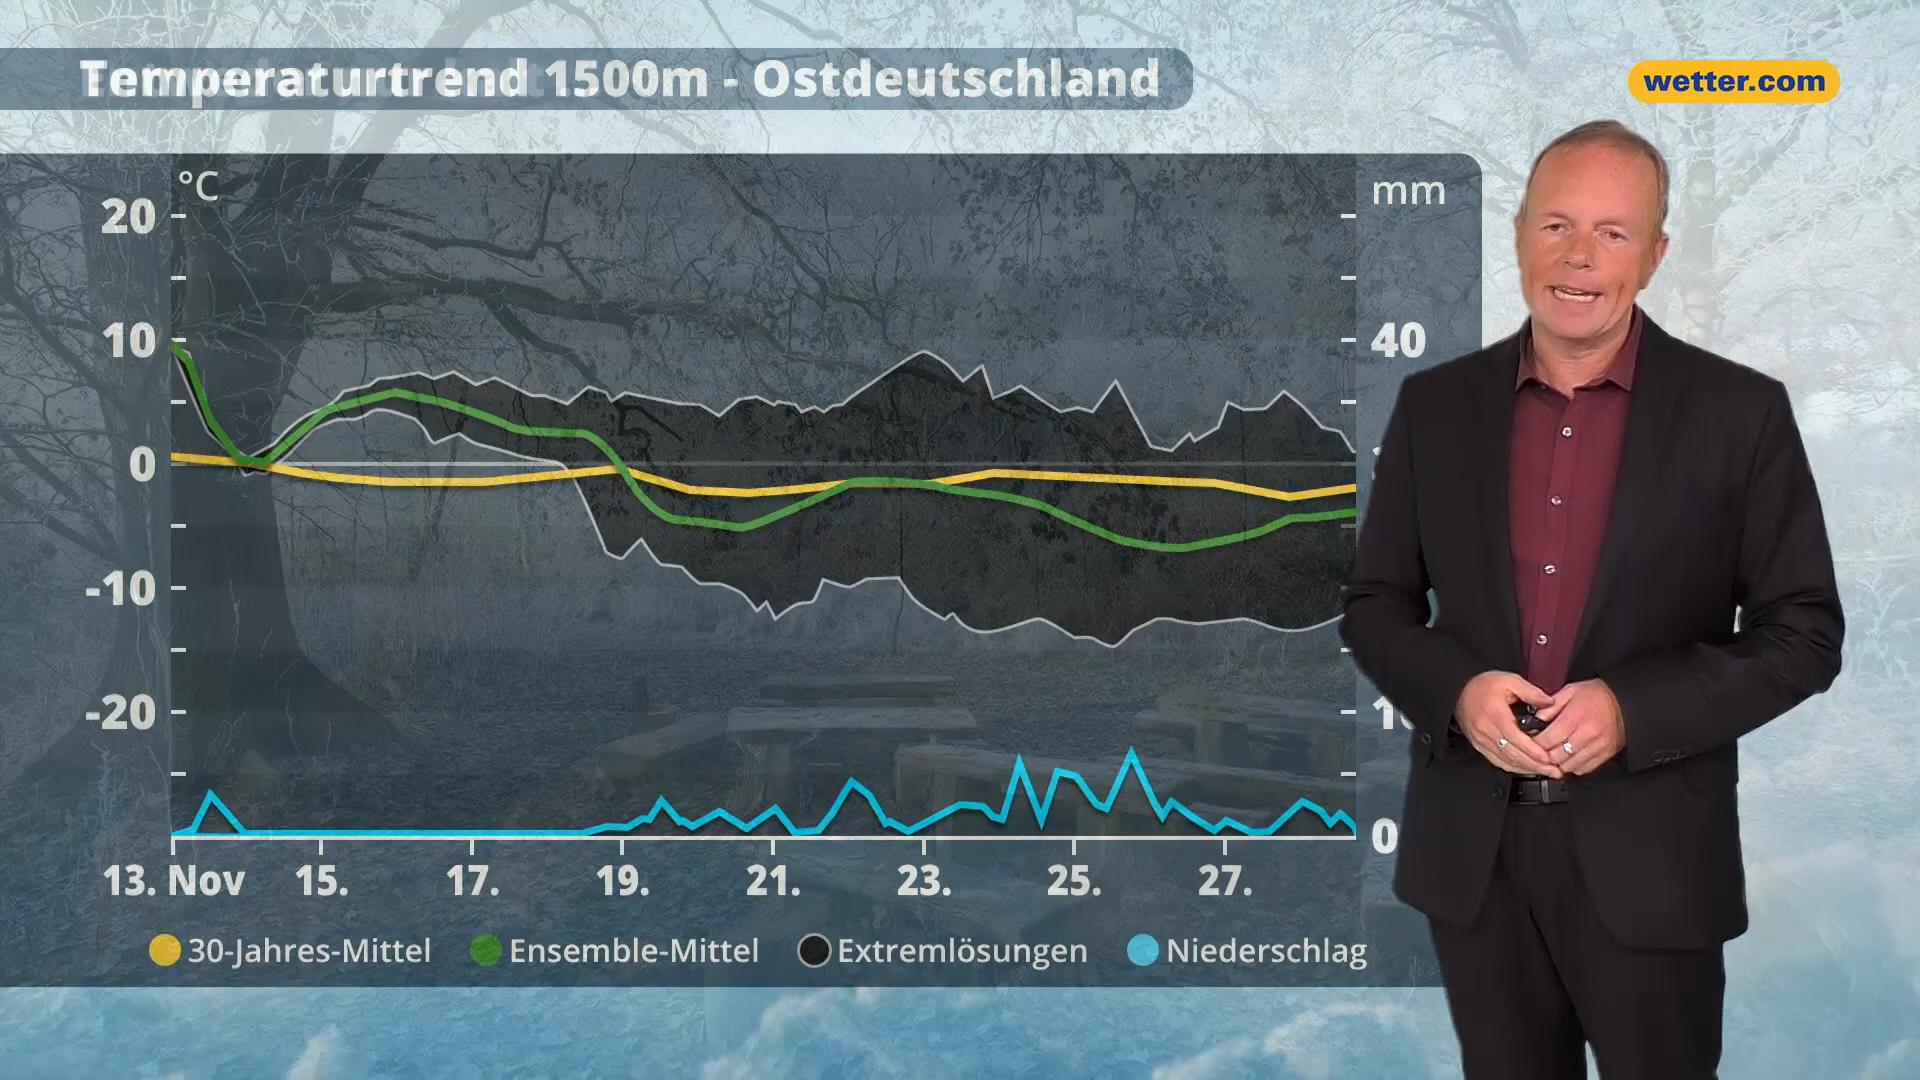 Temperaturtrend 1500m - Ostdeutschland
wetter.com
°C
mm
20
10
40
0
-10
-20
0
13. Nov 15. 17. 19. 21. 23. 25. 27.
30-Jahres-Mittel Ensemble-Mittel Extremlösungen Niederschlag